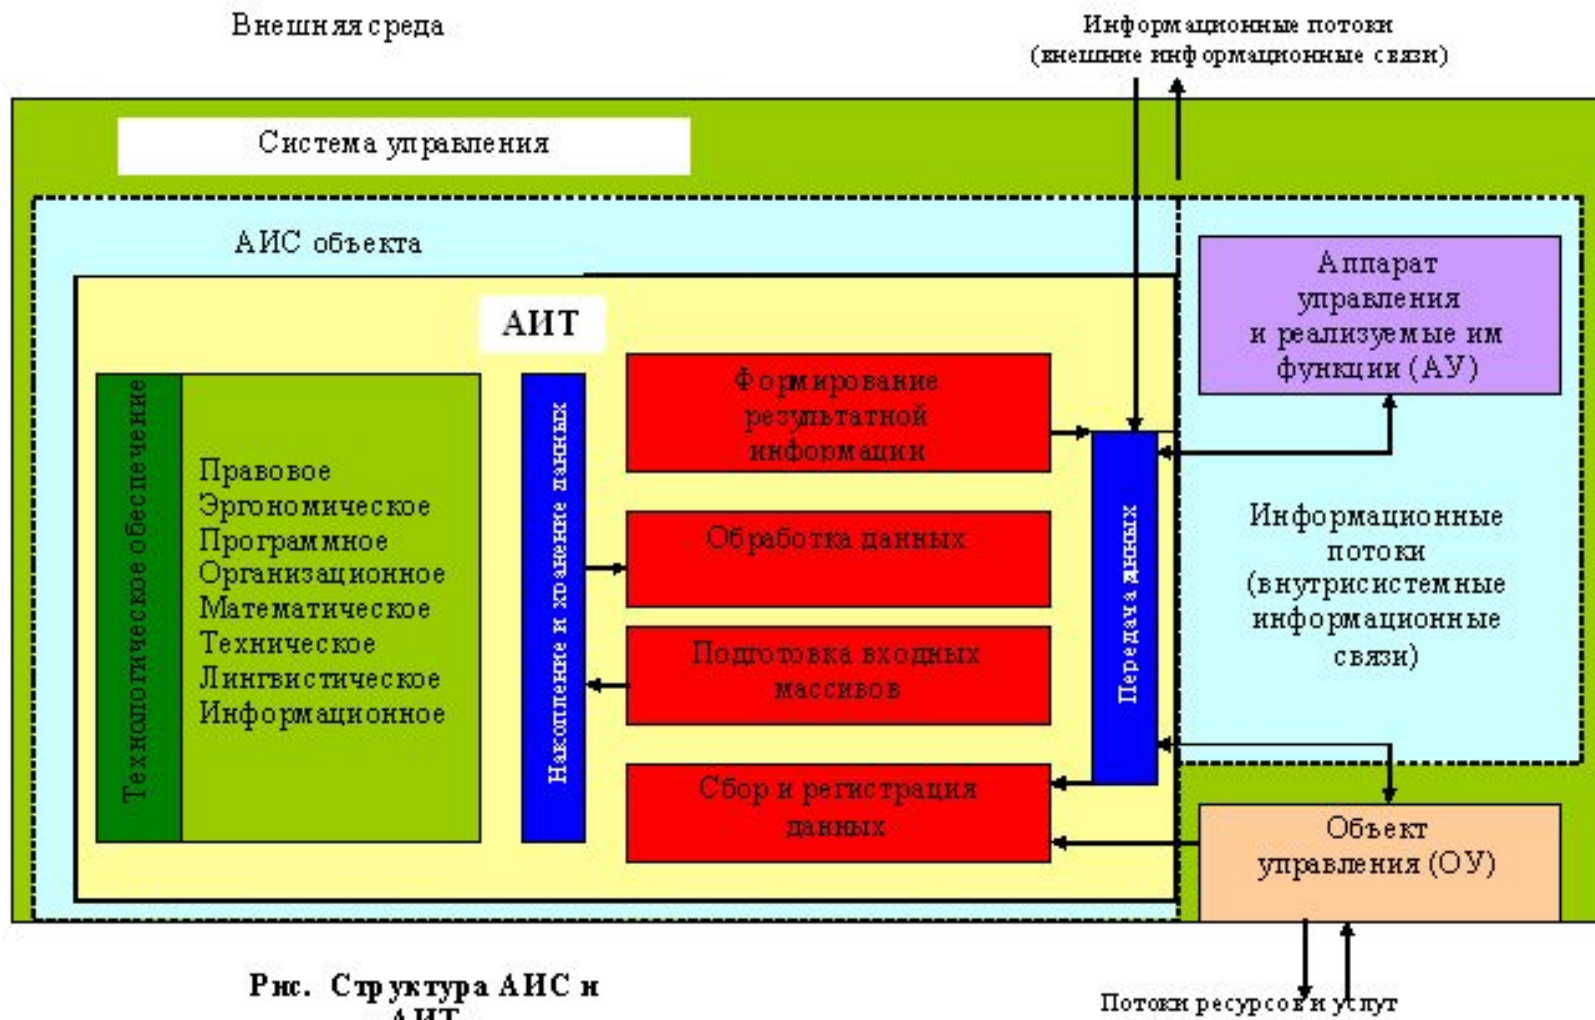 Внешняя среда
Информационные потоки
(внешние информационные связи)
Система управления
АИС объекта
АИТ
Технологическое обеспечение
Правовое
Эргономическое
Программное
Организационное
Математическое
Техническое
Лингвистическое
Информационное
Накопление и хранение данных
Формирование
результатной
информации
Обработка данных
Подготовка входных
массивов
Сбор и регистрация
данных
Передача данных
Аппарат
управления
и реализуемые им
функции (АУ)
Информационные
потоки
(внутрисистемные
информационные
связи)
Объект
управления (ОУ)
Потоки ресурсов и услуг
Рис. Структура АИС и
АИТ